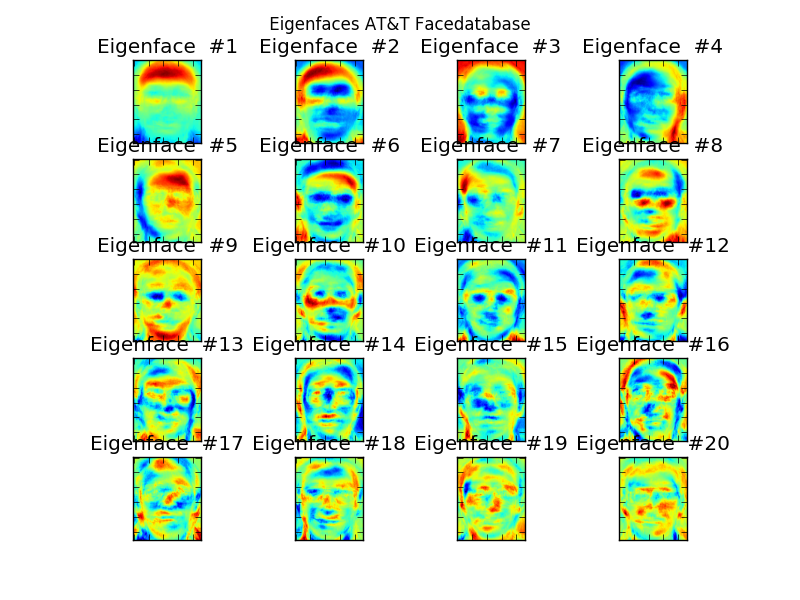 Eigenfaces AT&T Facedatabase
Eigenface #1 Eigenface #2 Eigenface #3 Eigenface #4
Eigenface #5 Eigenface #6 Eigenface #7 Eigenface #8
Eigenface #9 Eigenface #10 Eigenface #11 Eigenface #12
Eigenface #13 Eigenface #14 Eigenface #15 Eigenface #16
Eigenface #17 Eigenface #18 Eigenface #19 Eigenface #20